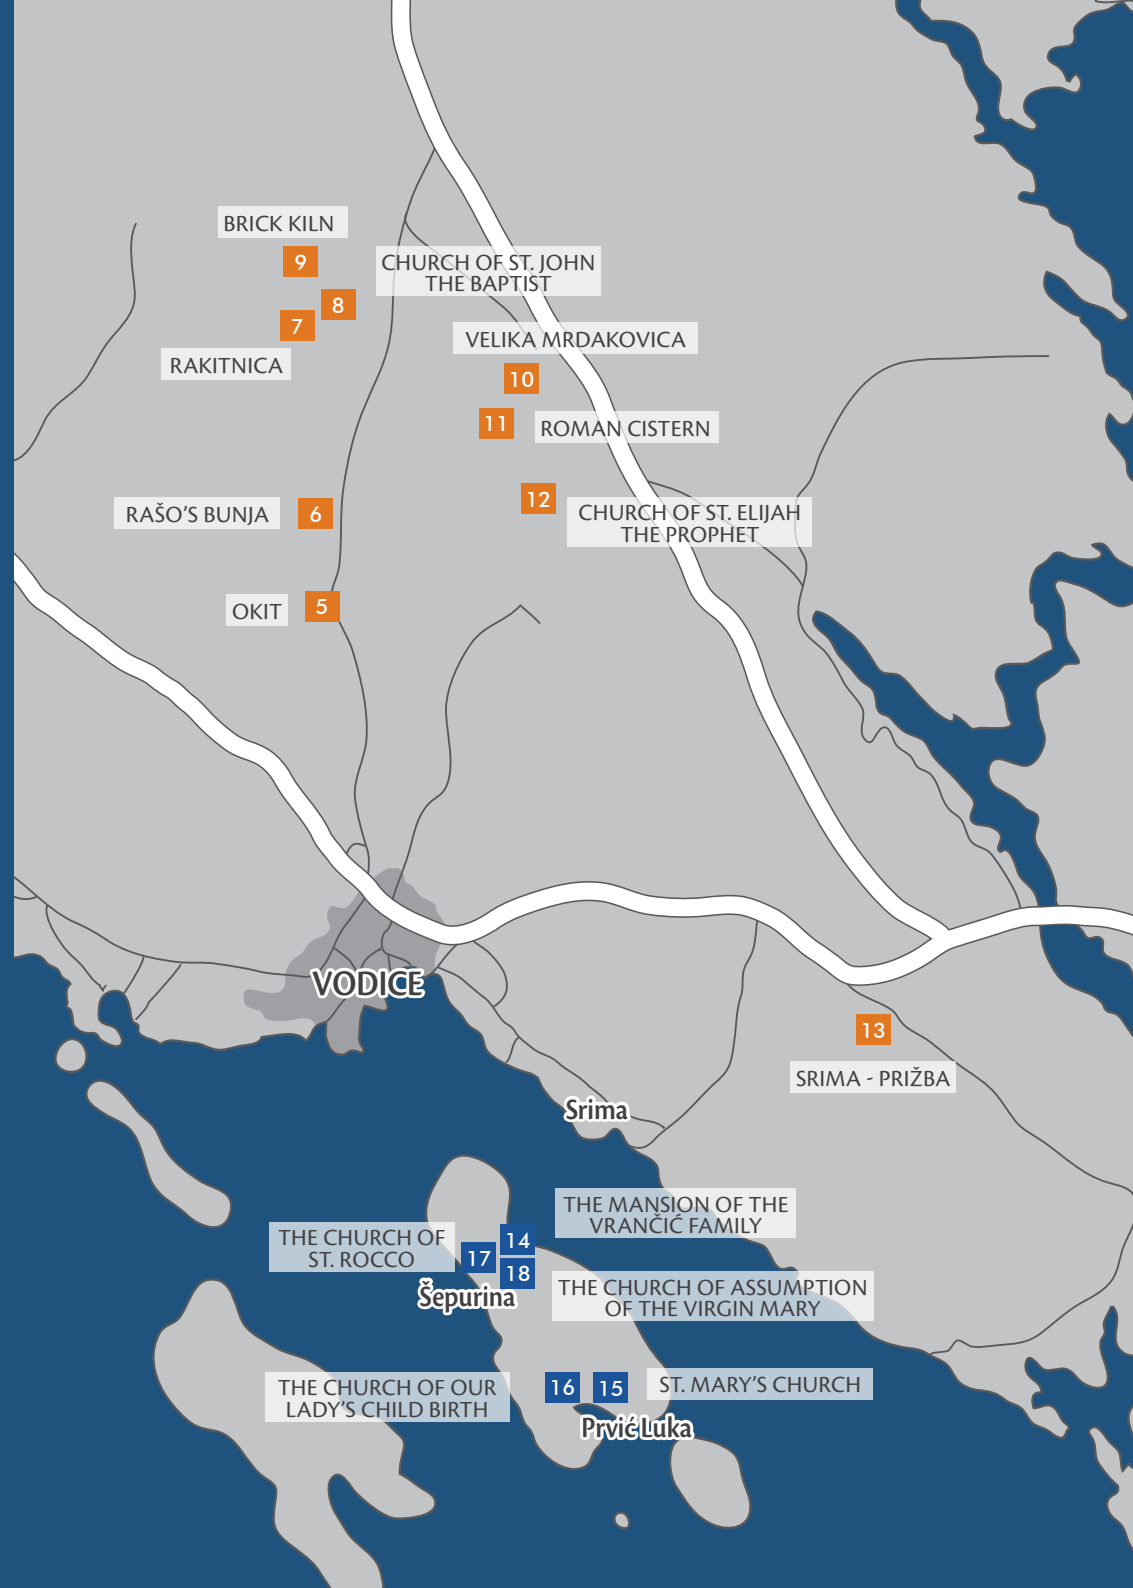 BRICK KILN
9
CHURCH OF ST. JOHN
THE BAPTIST
8
7
RAKITNICA
VELIKA MRDAKOVICA
10
11
ROMAN CISTERN
12
CHURCH OF ST. ELIJAH
THE PROPHET
RAŠO'S BUNJA
6
OKIT
5
VODICE
13
SRIMA - PRIŽBA
Srima
THE MANSION OF THE
VRANČIĆ FAMILY
14
THE CHURCH OF
ST. ROCCO
17
18
Šepurina
THE CHURCH OF ASSUMPTION
OF THE VIRGIN MARY
THE CHURCH OF OUR
LADY'S CHILD BIRTH
16
15
ST. MARY'S CHURCH
Prvić Luka